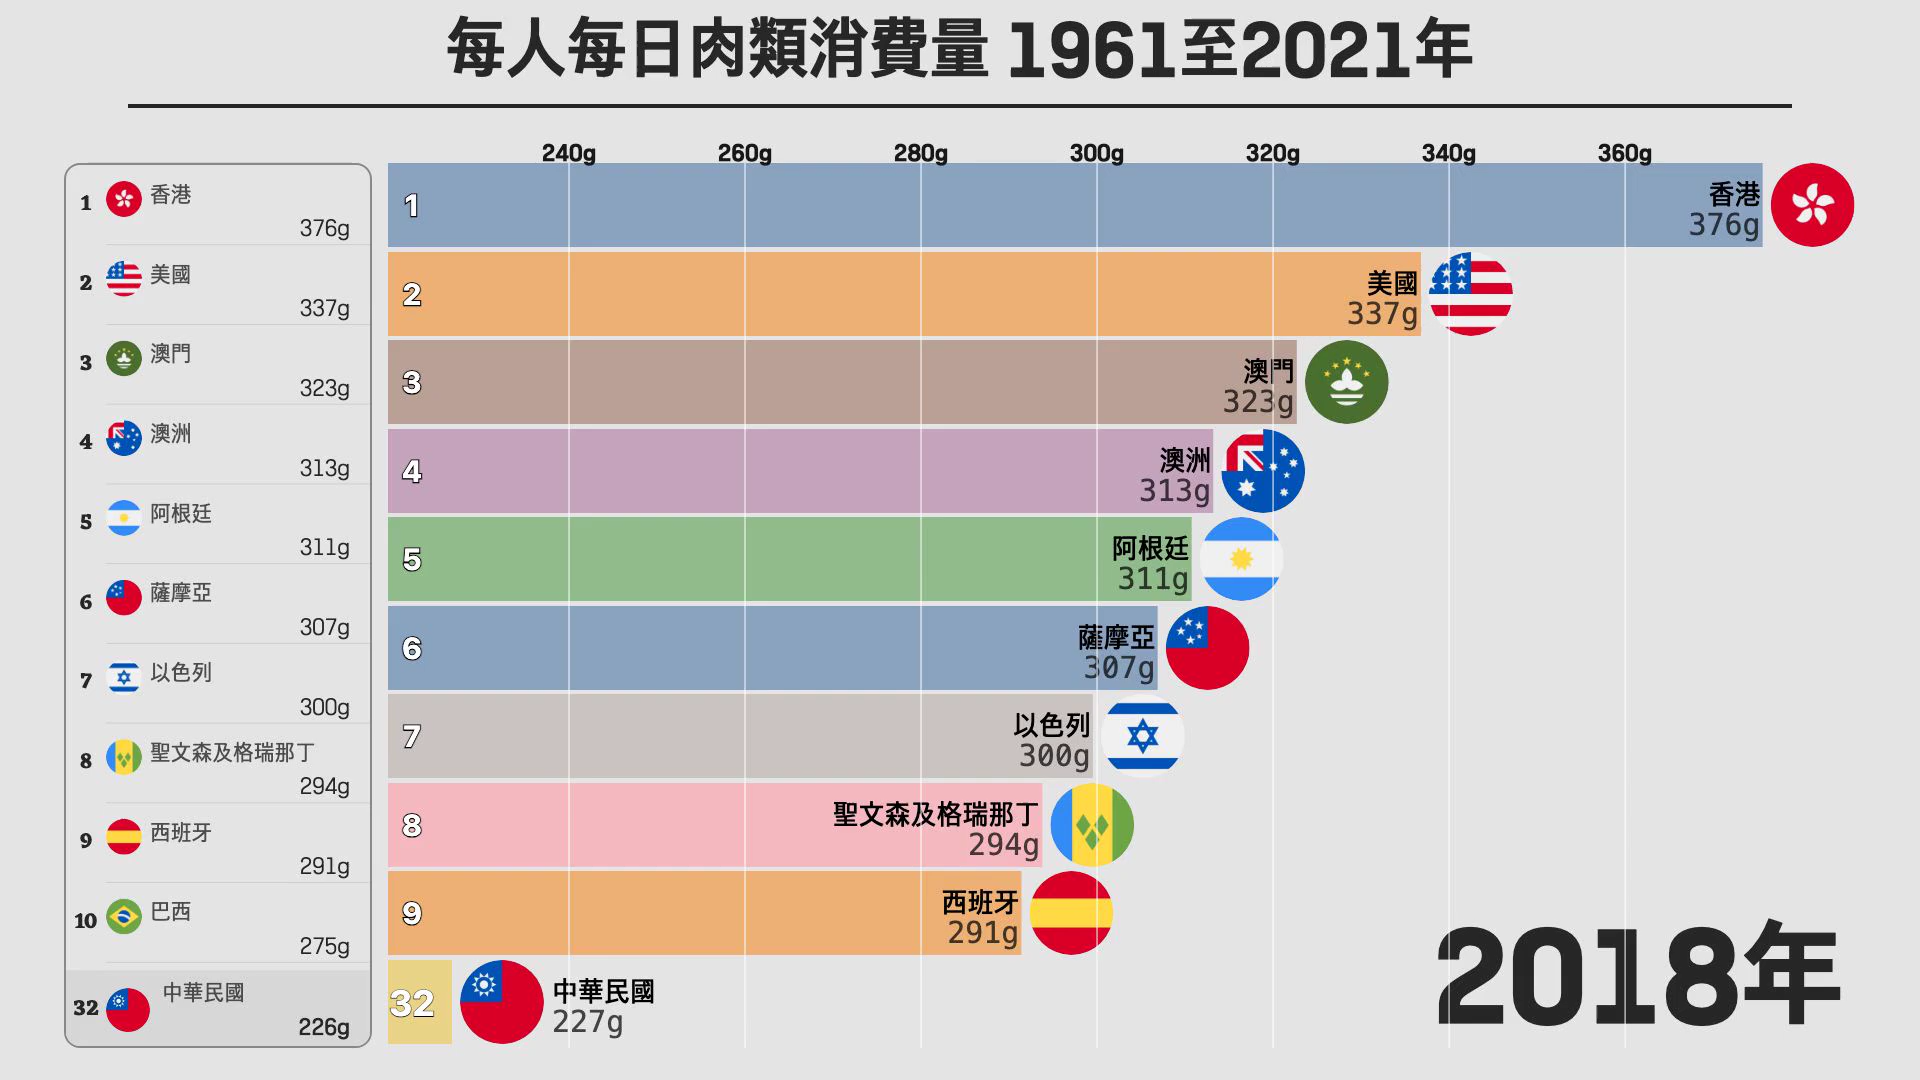 每人每日肉類消費量 1961至2021年
240g 260g 280g 300g 320g 340g 360g
1 香港
376g
2 美國
337g
3 澳門
323g
4 澳洲
313g
5 阿根廷
311g
6 薩摩亞
307g
7 以色列
300g
8 聖文森及格瑞那丁
294g
9 西班牙
291g
10 巴西
275g
32 中華民國
226g
1 香港
376g
2 美國
337g
3 澳門
323g
4 澳洲
313g
5 阿根廷
311g
6 薩摩亞
307g
7 以色列
300g
8 聖文森及格瑞那丁
294g
9 西班牙
291g
32 中華民國
227g
2018年